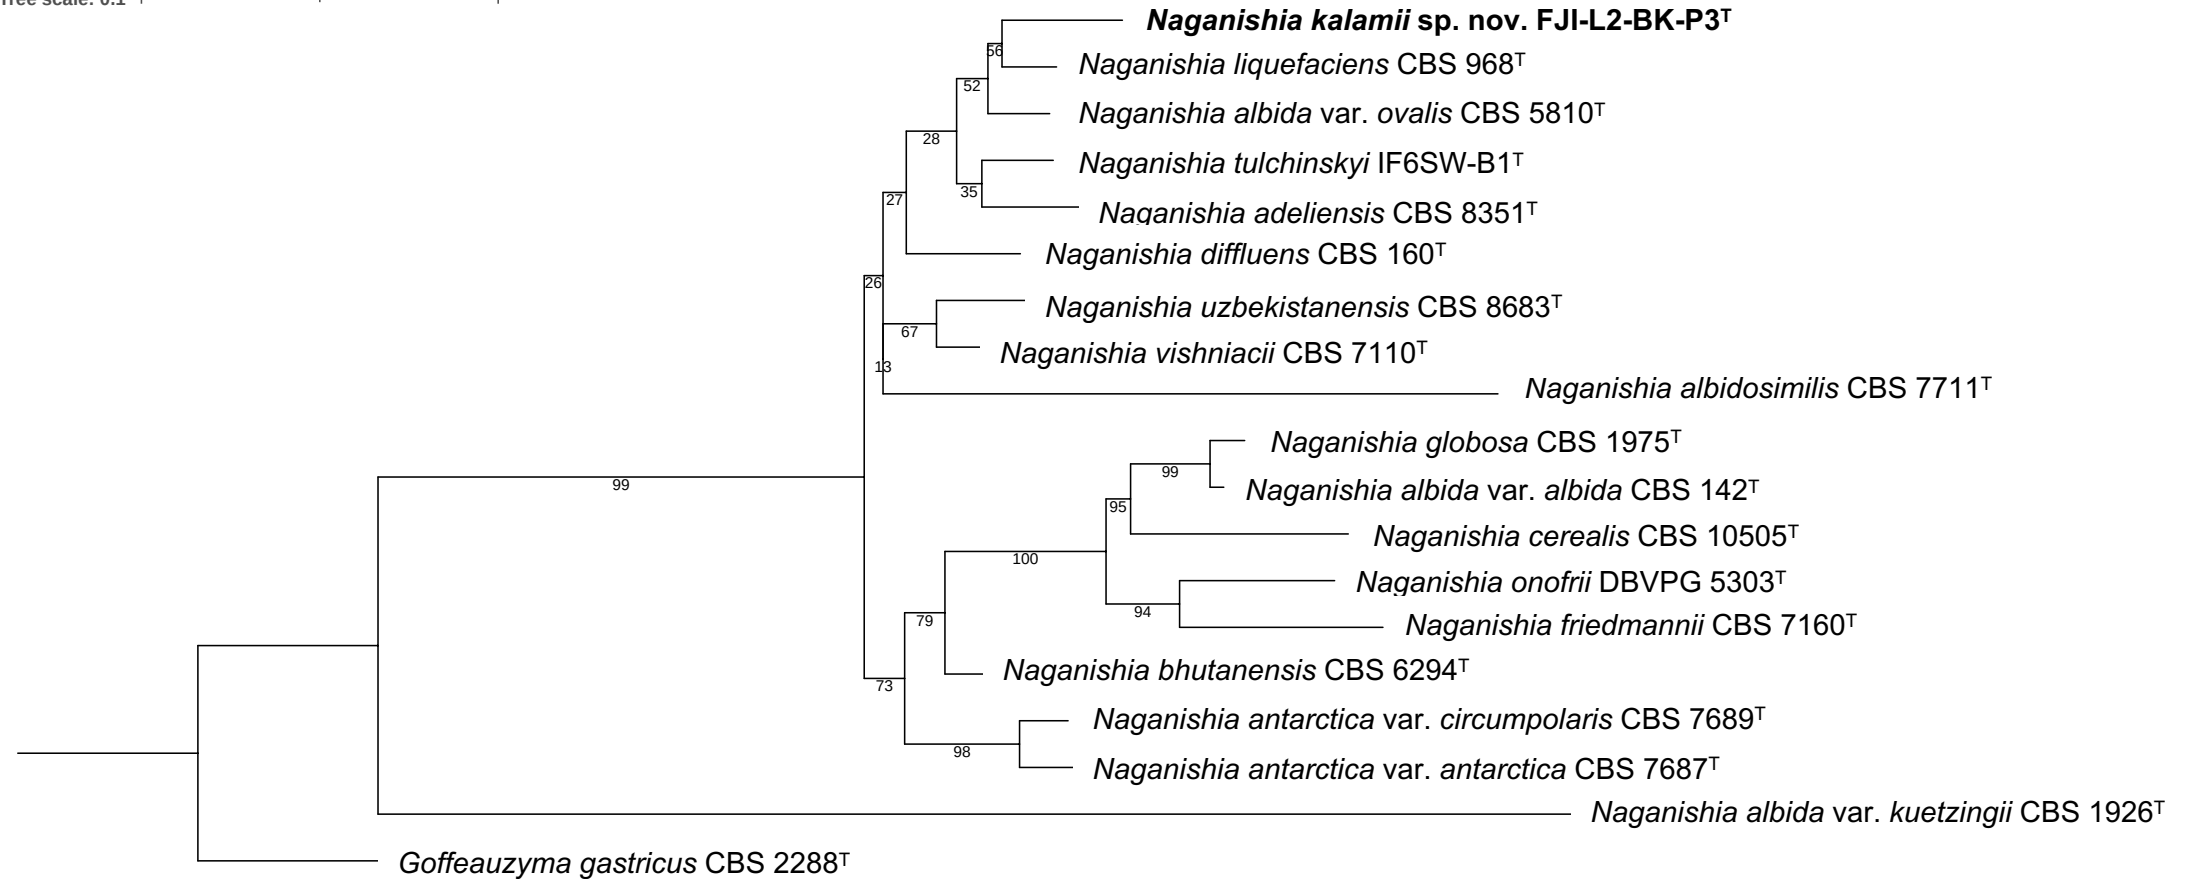 Tree scale: 0.1
Naganishia kalamii sp. nov. FJI-L2-BK-P3ᵀ
56
Naganishia liquefaciens CBS 968ᵀ
52
Naganishia albida var. ovalis CBS 5810ᵀ
28
Naganishia tulchinskyi IF6SW-B1ᵀ
35
27
Naganishia adeliensis CBS 8351ᵀ
Naganishia diffluens CBS 160ᵀ
26
Naganishia uzbekistanensis CBS 8683ᵀ
67
Naganishia vishniacii CBS 7110ᵀ
13
Naganishia albidosimilis CBS 7711ᵀ
Naganishia globosa CBS 1975ᵀ
99
99
Naganishia albida var. albida CBS 142ᵀ
95
Naganishia cerealis CBS 10505ᵀ
100
Naganishia onofrii DBVPG 5303ᵀ
94
79
Naganishia friedmannii CBS 7160ᵀ
Naganishia bhutanensis CBS 6294ᵀ
73
Naganishia antarctica var. circumpolaris CBS 7689ᵀ
98
Naganishia antarctica var. antarctica CBS 7687ᵀ
Naganishia albida var. kuetzingii CBS 1926ᵀ
Goffeauzyma gastricus CBS 2288ᵀ